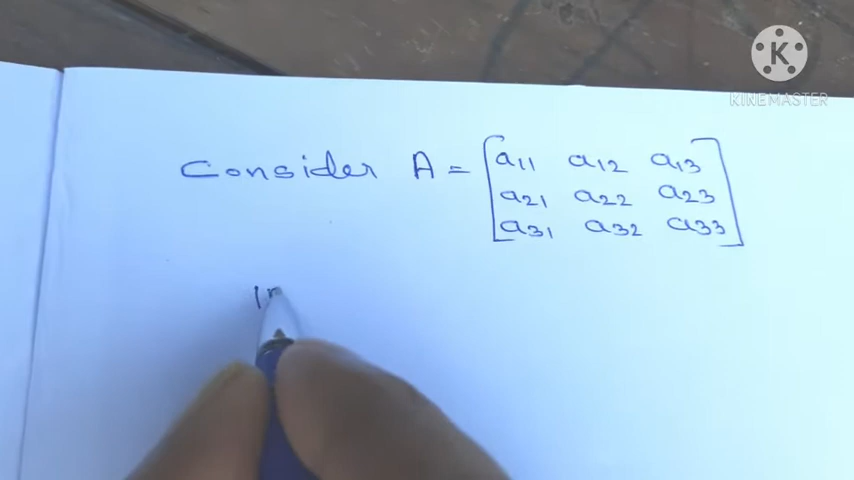 Consider A = [a11 a12 a13
a21 a22 a23
a31 a32 a33]
K
KINEMASTER